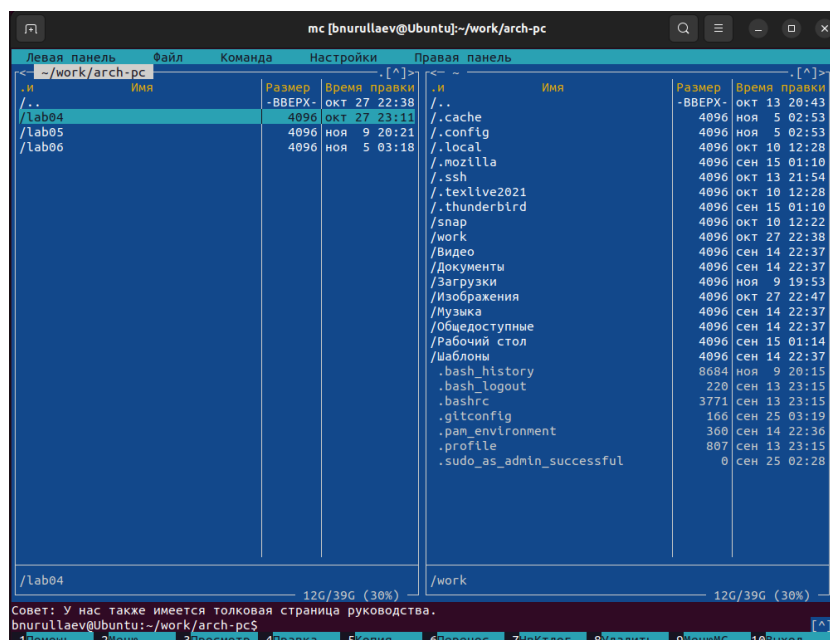 mc [bnurullaev@Ubuntu]:~/work/arch-pc
Левая панель Файл Команда Настройки Правая панель
<— ~/work/arch-pc .[^]>
.и Имя Размер Время правки
/.. -ВВЕРХ- окт 27 22:38
/lab04 4096 окт 27 23:11
/lab05 4096 ноя 9 20:21
/lab06 4096 ноя 5 03:18
/lab04
12G/39G (30%)
<— ~ .[^]>
.и Имя Размер Время правки
/.. -ВВЕРХ- окт 13 20:43
/.cache 4096 ноя 5 02:53
/.config 4096 ноя 5 02:53
/.local 4096 окт 10 12:28
/.mozilla 4096 сен 15 01:10
/.ssh 4096 окт 13 21:54
/.texlive2021 4096 окт 10 12:28
/.thunderbird 4096 сен 15 01:10
/snap 4096 окт 10 12:22
/work 4096 окт 27 22:38
/Видео 4096 сен 14 22:37
/Документы 4096 сен 14 22:37
/Загрузки 4096 ноя 9 19:53
/Изображения 4096 окт 27 22:47
/Музыка 4096 сен 14 22:37
/Общедоступные 4096 сен 14 22:37
/Рабочий стол 4096 сен 15 01:14
/Шаблоны 4096 сен 14 22:37
.bash_history 8684 ноя 9 20:15
.bash_logout 220 сен 13 23:15
.bashrc 3771 сен 13 23:15
.gitconfig 166 сен 25 03:19
.pam_environment 360 сен 14 22:36
.profile 807 сен 13 23:15
.sudo_as_admin_successful 0 сен 25 02:28
/work
12G/39G (30%)
Совет: У нас также имеется толковая страница руководства.
bnurullaev@Ubuntu:~/work/arch-pc$ [^]
1Помощь 2Меню 3Просмотр 4Правка 5Копия 6Перенос 7НвКтлог 8Удалить 9МенюМС 10Выход